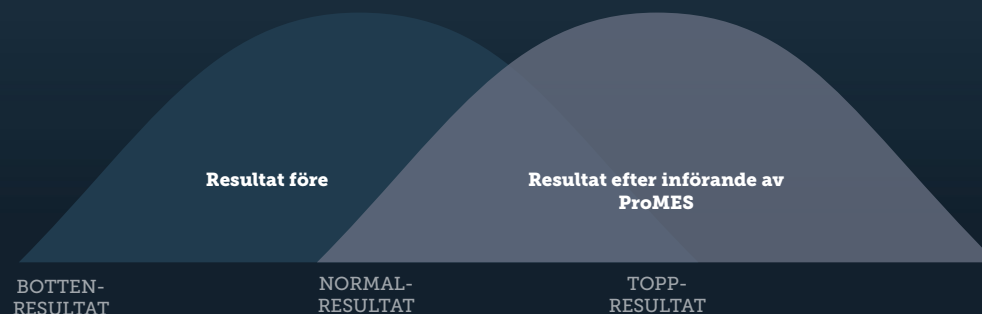 Resultat före
Resultat efter införande av
ProMES
BOTTEN-
RESULTAT
NORMAL-
RESULTAT
TOPP-
RESULTAT